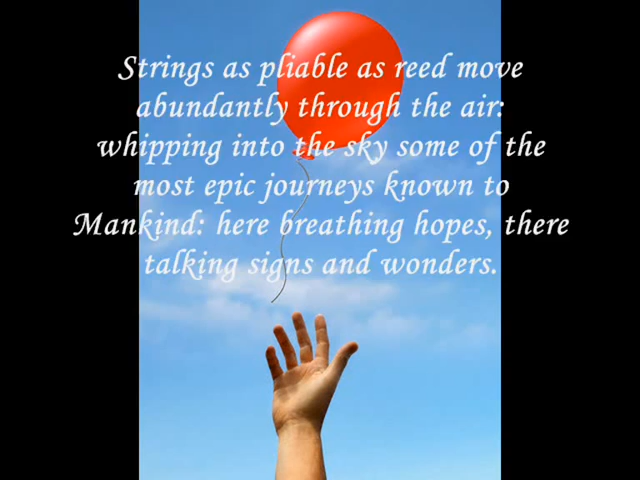 Strings as pliable as reed move
abundantly through the air:
whipping into the sky some of the
most epic journeys known to
Mankind: here breathing hopes, there
talking signs and wonders.